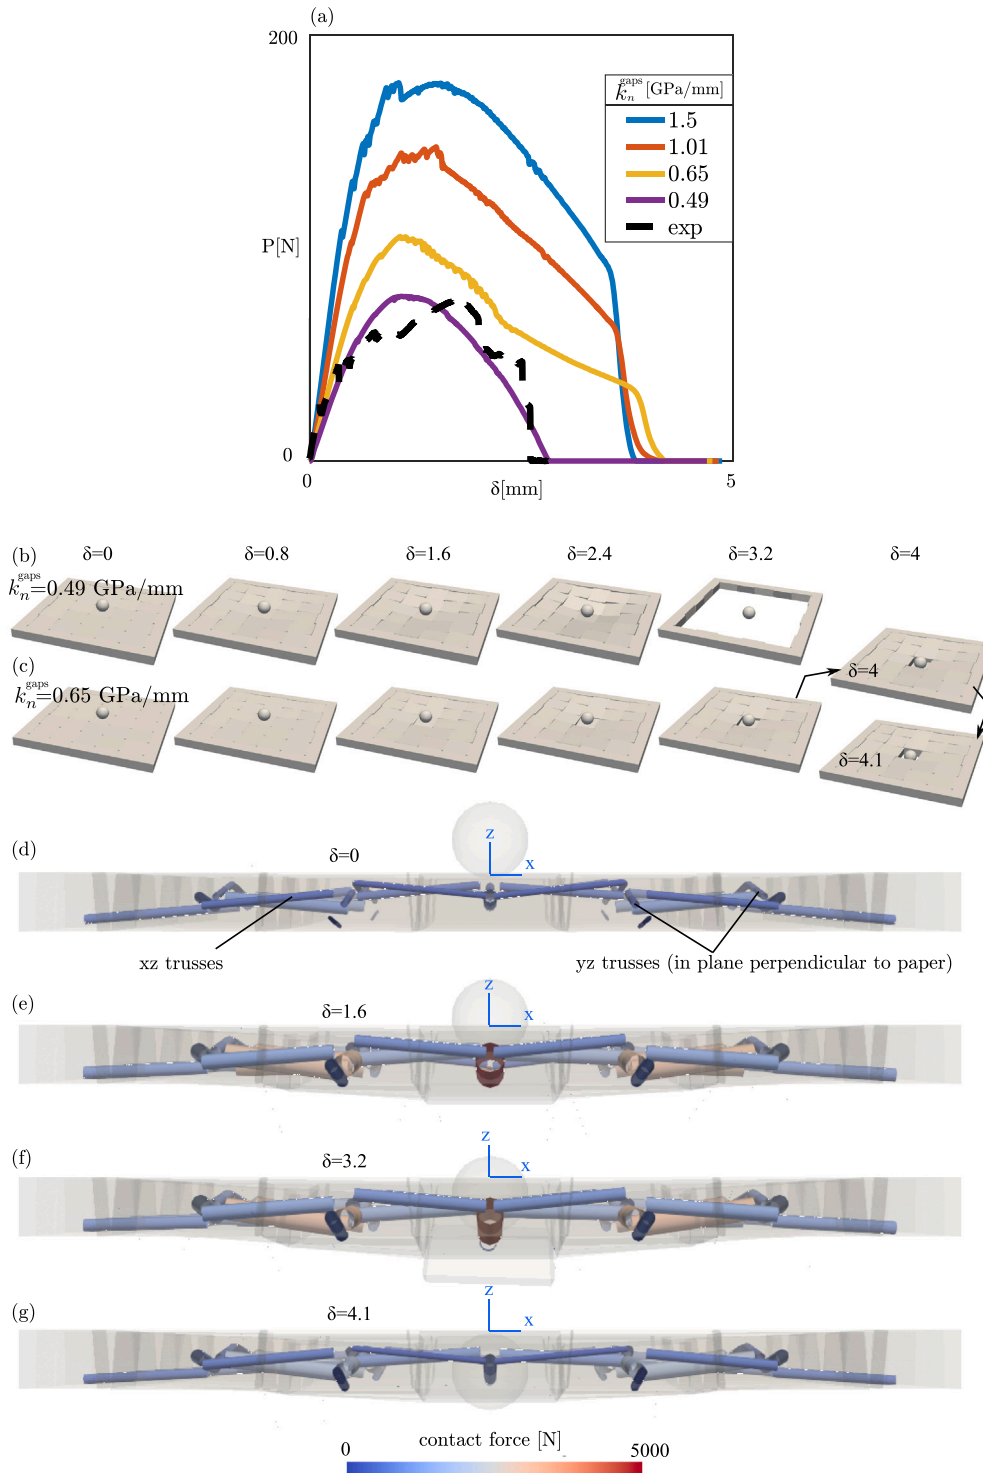 (a)
200
k_n^gaps [GPa/mm]
1.5
1.01
0.65
0.49
exp
P[N]
0
0
5
δ[mm]
(b)
δ=0
δ=0.8
δ=1.6
δ=2.4
δ=3.2
δ=4
k_n^gaps=0.49 GPa/mm
(c)
k_n^gaps=0.65 GPa/mm
δ=4
δ=4.1
(d)
δ=0
z
x
xz trusses
yz trusses (in plane perpendicular to paper)
(e)
δ=1.6
z
x
(f)
δ=3.2
z
x
(g)
δ=4.1
z
x
contact force [N]
0
5000